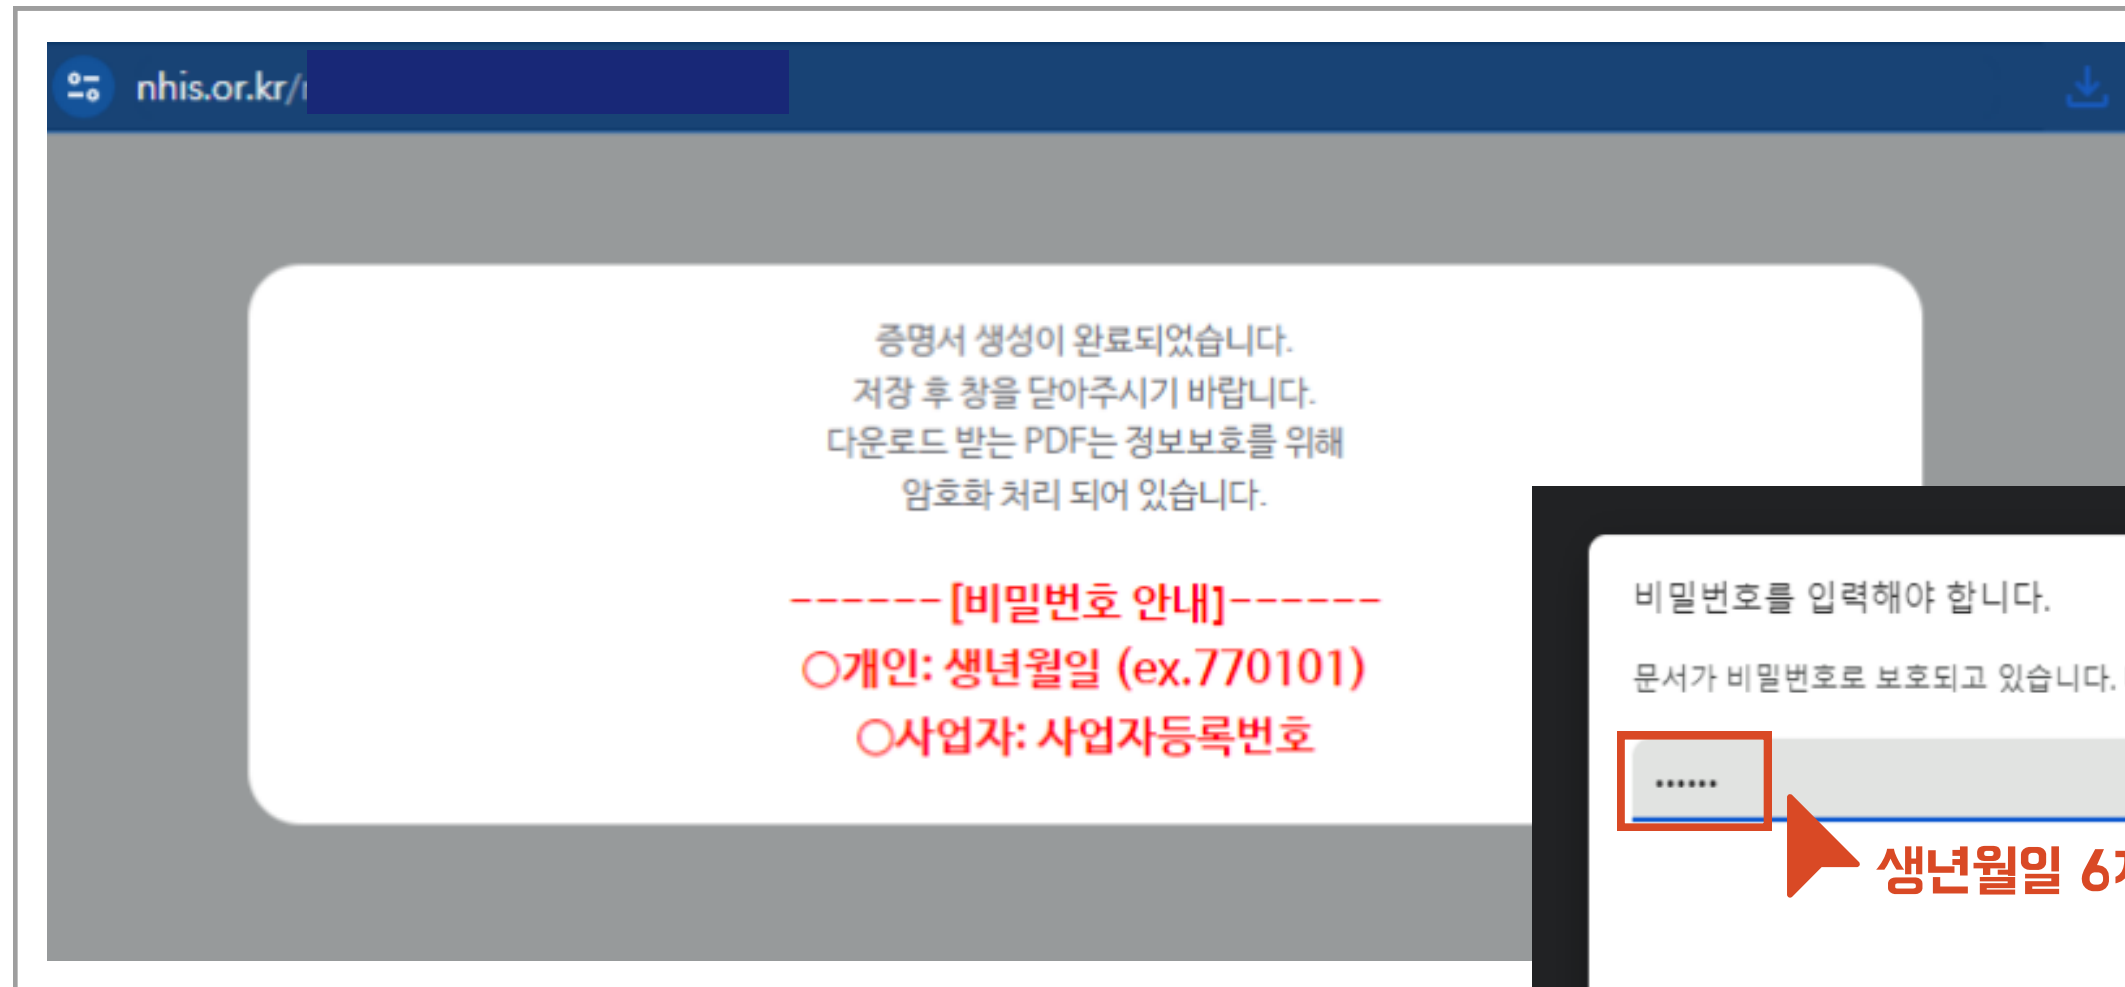 nhis.or.kr/
증명서 생성이 완료되었습니다.
저장 후 창을 닫아주시기 바랍니다.
다운로드 받는 PDF는 정보보호를 위해
암호화 처리 되어 있습니다.
------[비밀번호 안내]------
○개인: 생년월일 (ex.770101)
○사업자: 사업자등록번호
비밀번호를 입력해야 합니다.
문서가 비밀번호로 보호되고 있습니다.
••••••
생년월일 6